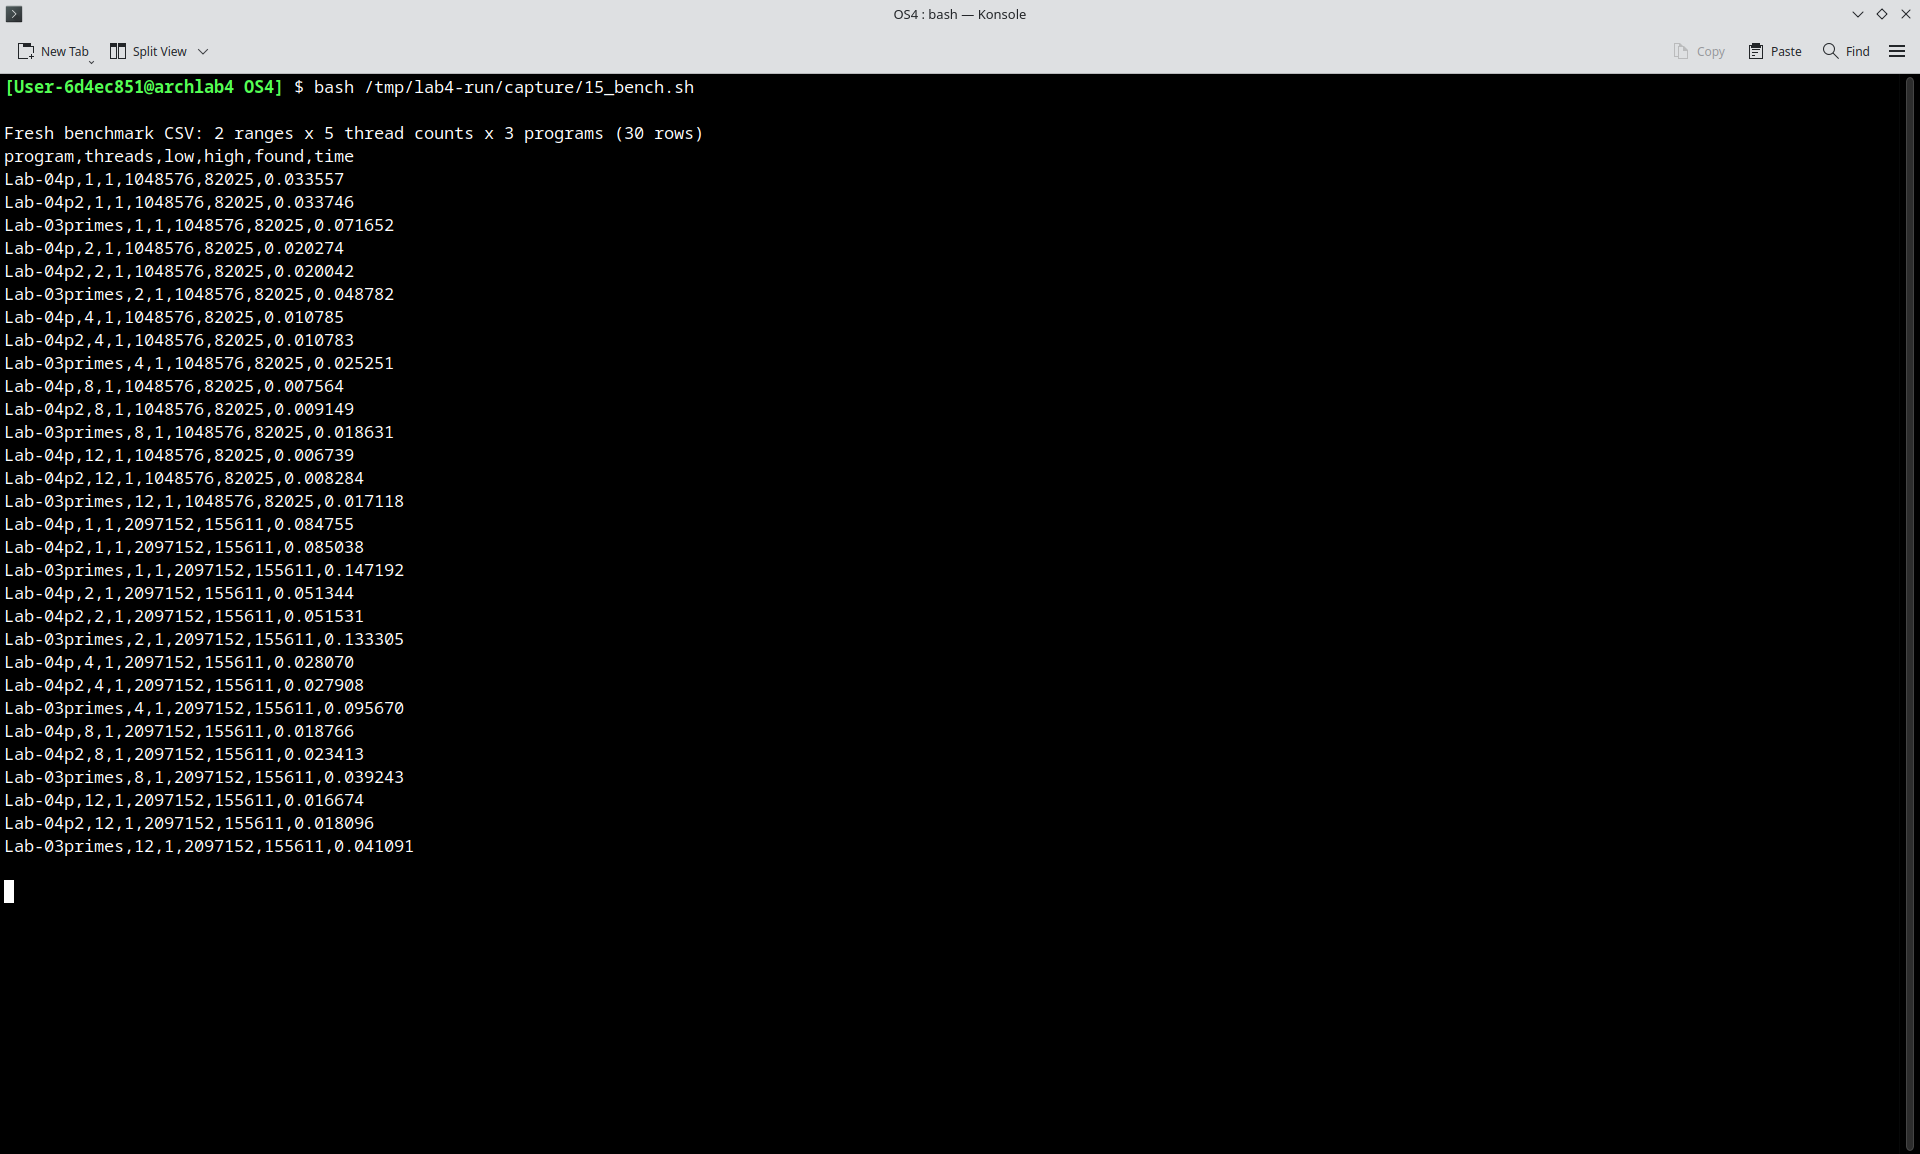 OS4 : bash — Konsole
New Tab
Split View
Copy
Paste
Find
[User-6d4ec851@archlab4 OS4] $ bash /tmp/lab4-run/capture/15_bench.sh
Fresh benchmark CSV: 2 ranges x 5 thread counts x 3 programs (30 rows)
program,threads,low,high,found,time
Lab-04p,1,1,1048576,82025,0.033557
Lab-04p2,1,1,1048576,82025,0.033746
Lab-03primes,1,1,1048576,82025,0.071652
Lab-04p,2,1,1048576,82025,0.020274
Lab-04p2,2,1,1048576,82025,0.020042
Lab-03primes,2,1,1048576,82025,0.048782
Lab-04p,4,1,1048576,82025,0.010785
Lab-04p2,4,1,1048576,82025,0.010783
Lab-03primes,4,1,1048576,82025,0.025251
Lab-04p,8,1,1048576,82025,0.007564
Lab-04p2,8,1,1048576,82025,0.009149
Lab-03primes,8,1,1048576,82025,0.018631
Lab-04p,12,1,1048576,82025,0.006739
Lab-04p2,12,1,1048576,82025,0.008284
Lab-03primes,12,1,1048576,82025,0.017118
Lab-04p,1,1,2097152,155611,0.084755
Lab-04p2,1,1,2097152,155611,0.085038
Lab-03primes,1,1,2097152,155611,0.147192
Lab-04p,2,1,2097152,155611,0.051344
Lab-04p2,2,1,2097152,155611,0.051531
Lab-03primes,2,1,2097152,155611,0.133305
Lab-04p,4,1,2097152,155611,0.028070
Lab-04p2,4,1,2097152,155611,0.027908
Lab-03primes,4,1,2097152,155611,0.095670
Lab-04p,8,1,2097152,155611,0.018766
Lab-04p2,8,1,2097152,155611,0.023413
Lab-03primes,8,1,2097152,155611,0.039243
Lab-04p,12,1,2097152,155611,0.016674
Lab-04p2,12,1,2097152,155611,0.018096
Lab-03primes,12,1,2097152,155611,0.041091